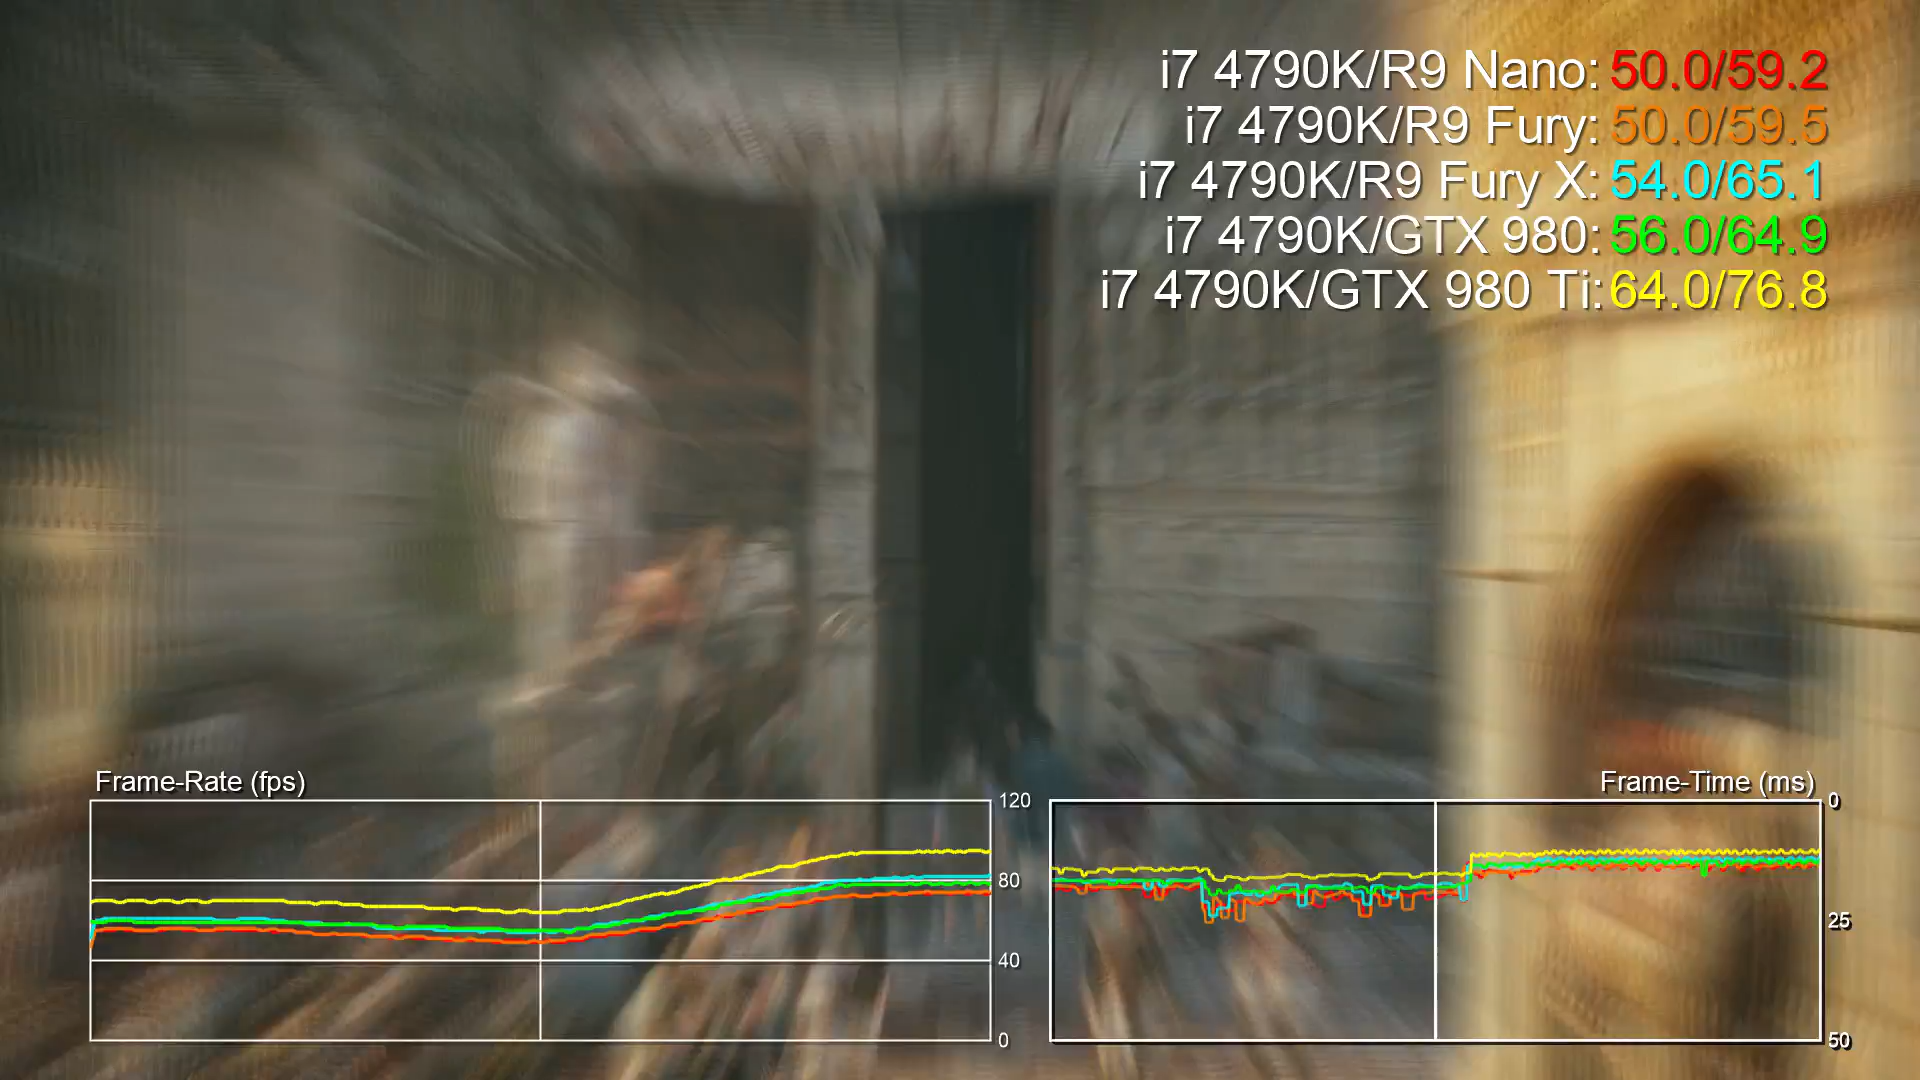 i7 4790K/R9 Nano: 50.0/59.2
i7 4790K/R9 Fury: 50.0/59.5
i7 4790K/R9 Fury X: 54.0/65.1
i7 4790K/GTX 980: 56.0/64.9
i7 4790K/GTX 980 Ti: 64.0/76.8
Frame-Rate (fps)
120
80
40
0
Frame-Time (ms)
0
25
50